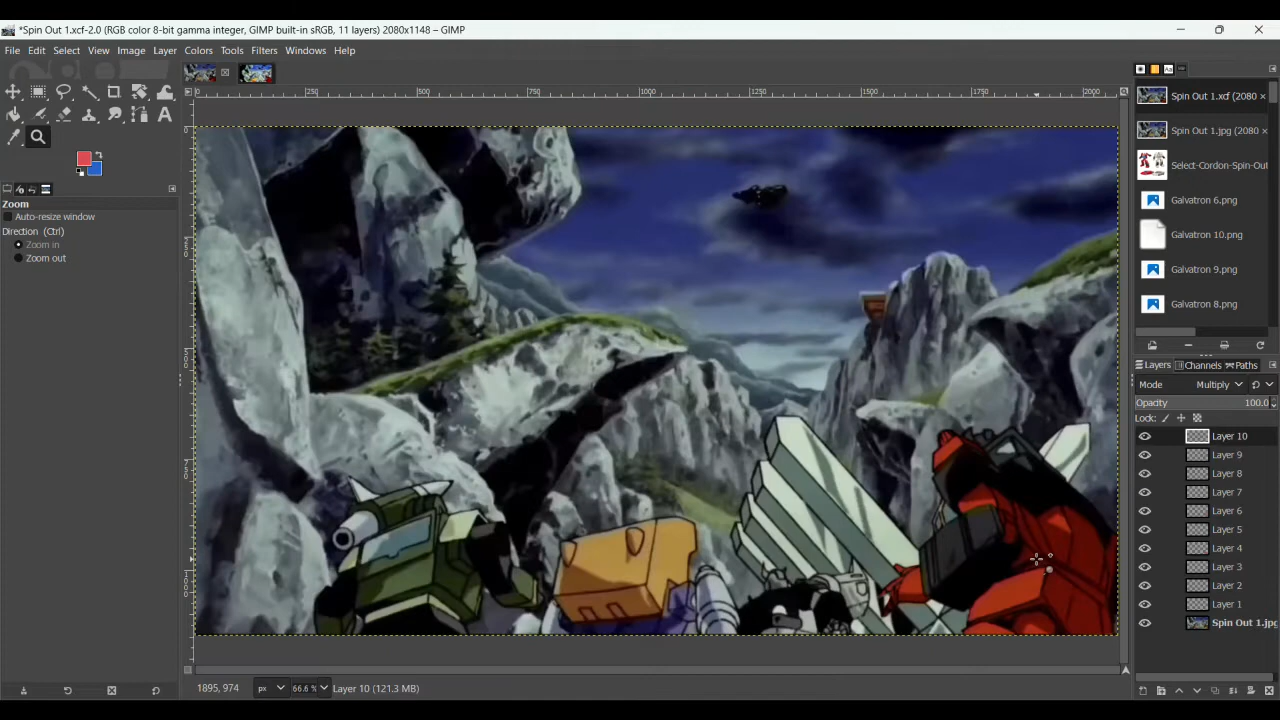 *Spin Out 1.xcf-2.0 (RGB color 8-bit gamma integer, GIMP built-in sRGB, 11 layers) 2080x1148 – GIMP
File Edit Select View Image Layer Colors Tools Filters Windows Help
0 250 500 750 1000 1250 1500 1750 2000
Spin Out 1.xcf (2080 ×
Spin Out 1.jpg (2080 ×
Select-Cordon-Spin-Out
Galvatron 6.png
Galvatron 10.png
Galvatron 9.png
Galvatron 8.png
Zoom
Auto-resize window
Direction (Ctrl)
Zoom in
Zoom out
0
250
500
750
1000
Layers Channels Paths
Mode Multiply
Opacity 100.0
Lock:
Layer 10
Layer 9
Layer 8
Layer 7
Layer 6
Layer 5
Layer 4
Layer 3
Layer 2
Layer 1
Spin Out 1.jpg
1895, 974 px 66.6 % Layer 10 (121.3 MB)